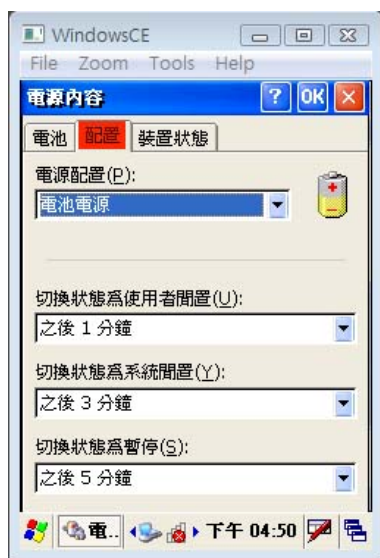 WindowsCE
File Zoom Tools Help
電源內容 ? OK
電池 配置 裝置狀態
電源配置(P):
電池電源
切換狀態為使用者閒置(U):
之後 1 分鐘
切換狀態為系統閒置(Y):
之後 3 分鐘
切換狀態為暫停(S):
之後 5 分鐘
電.. 下午 04:50